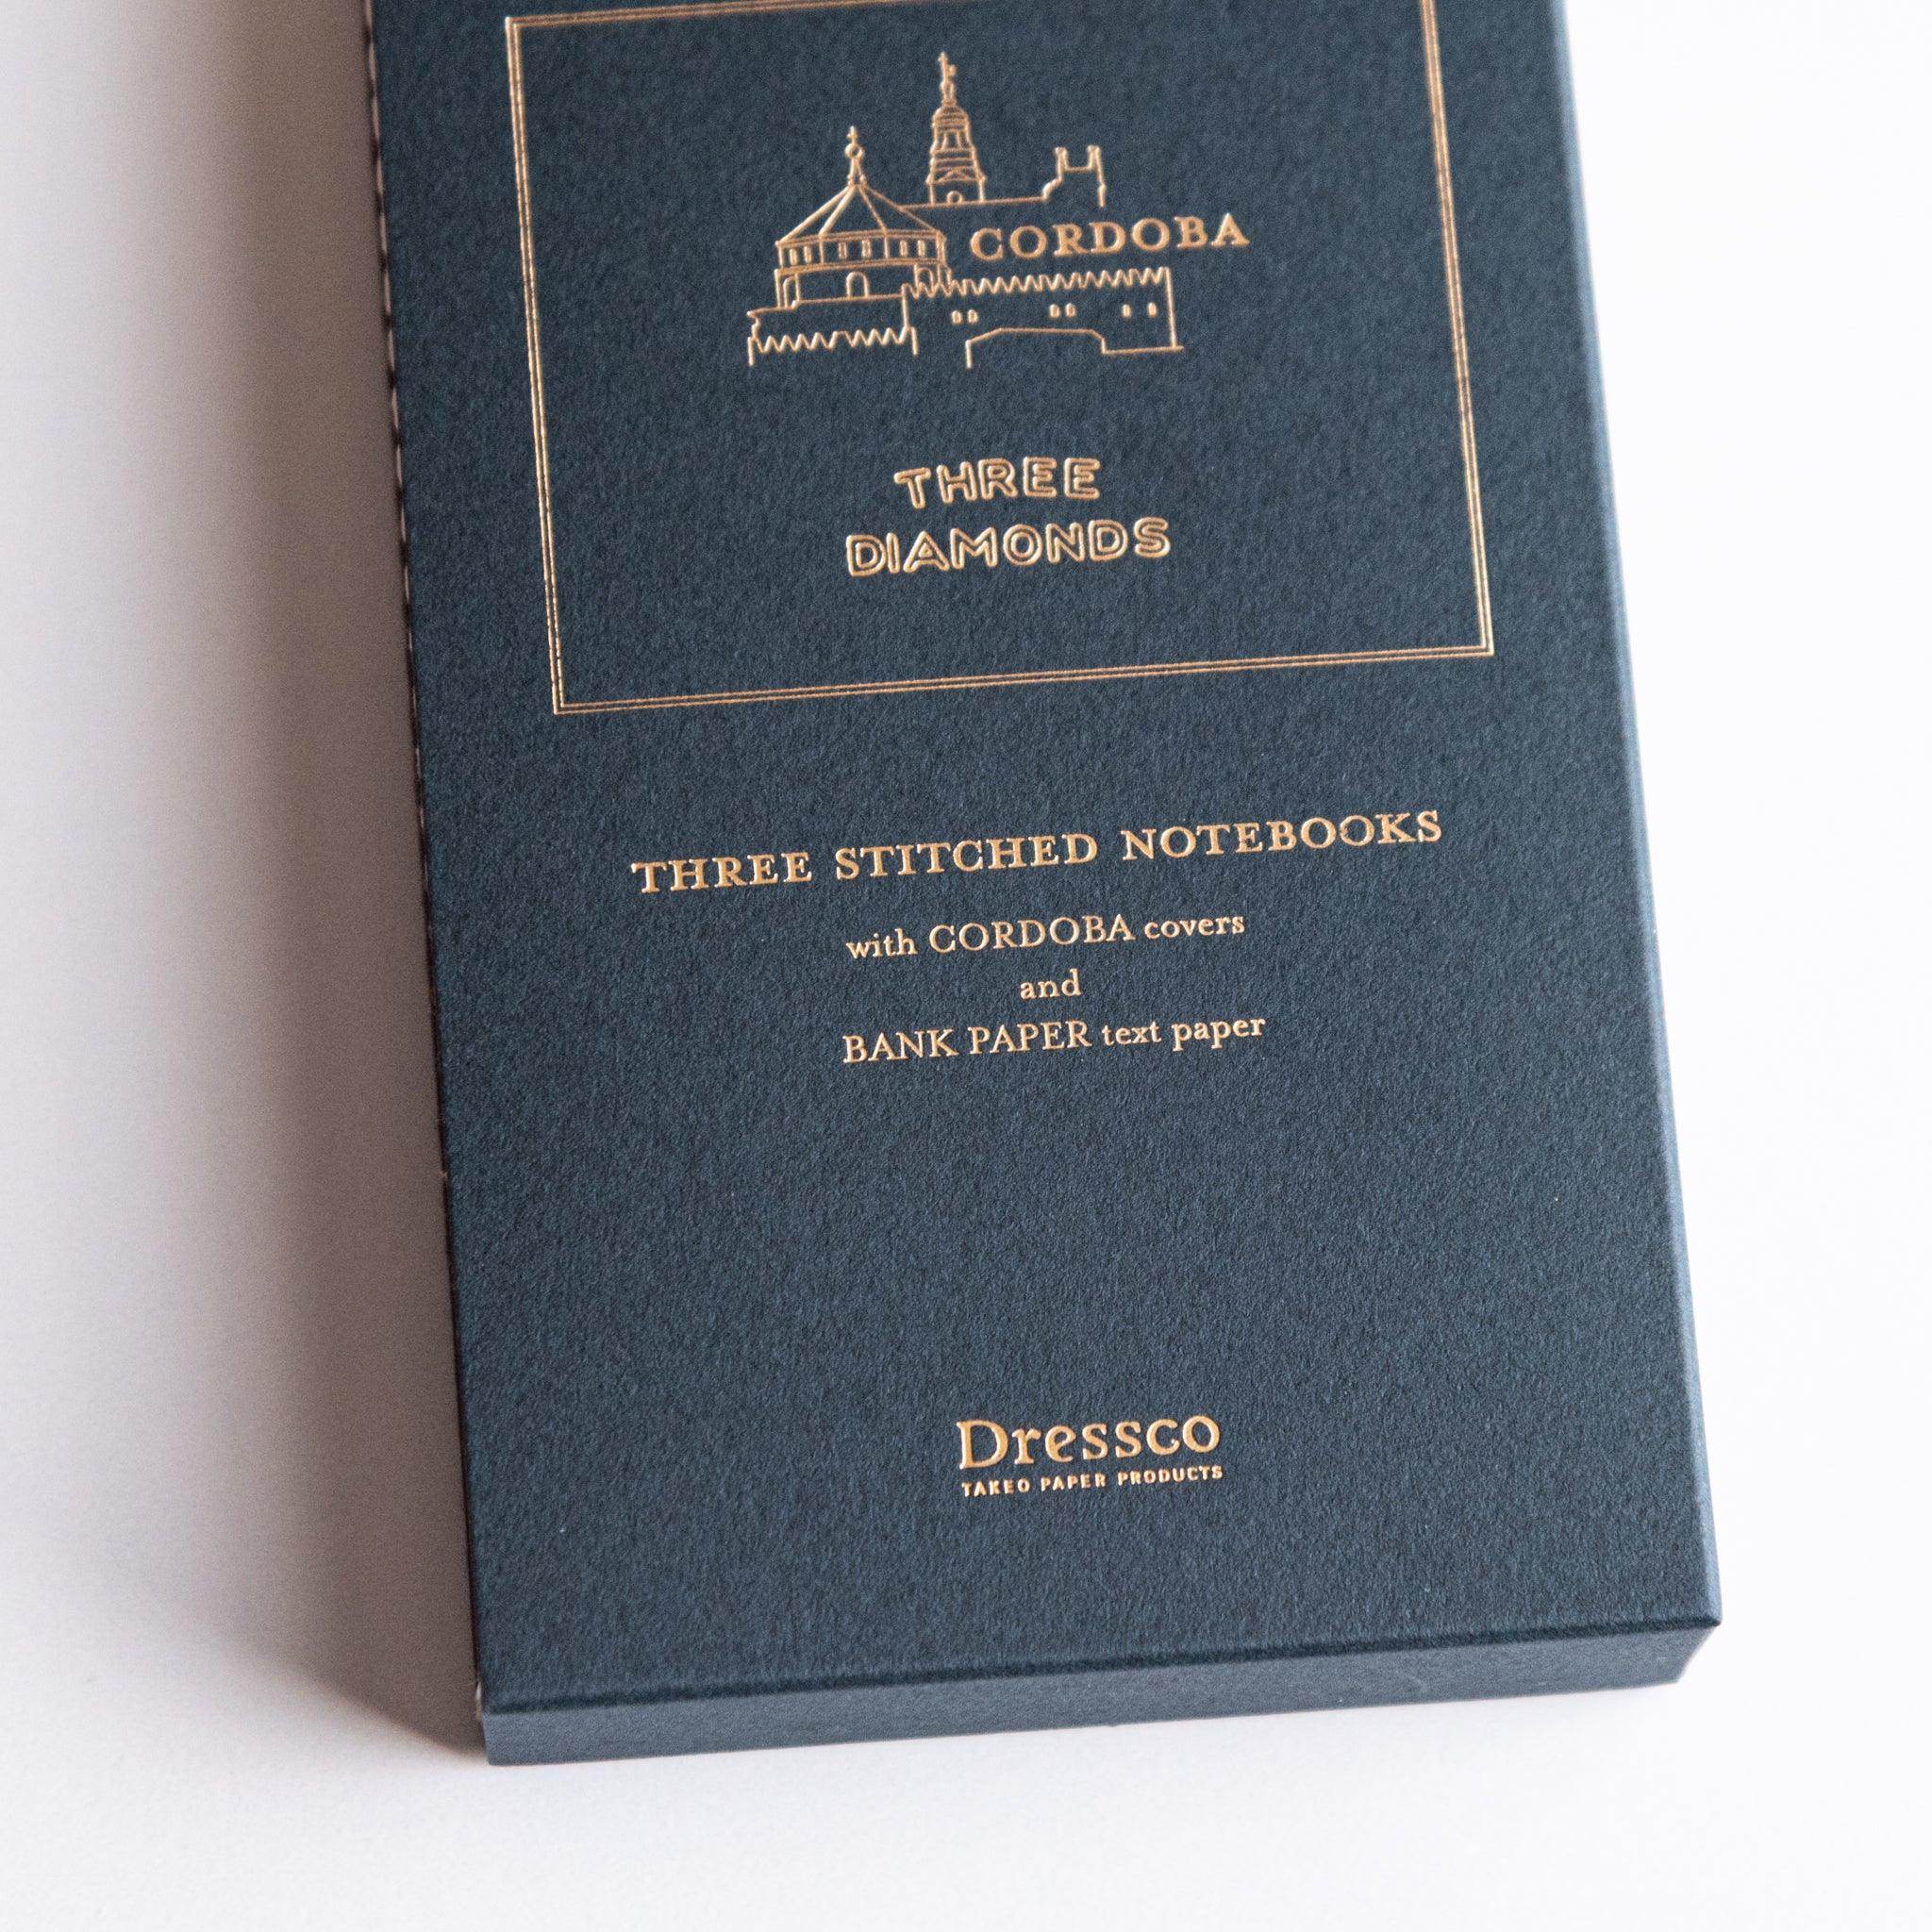 CORDOBA
THREE
DIAMONDS
THREE STITCHED NOTEBOOKS
with CORDOBA covers
and
BANK PAPER text paper
Dressco
TAKEO PAPER PRODUCTS